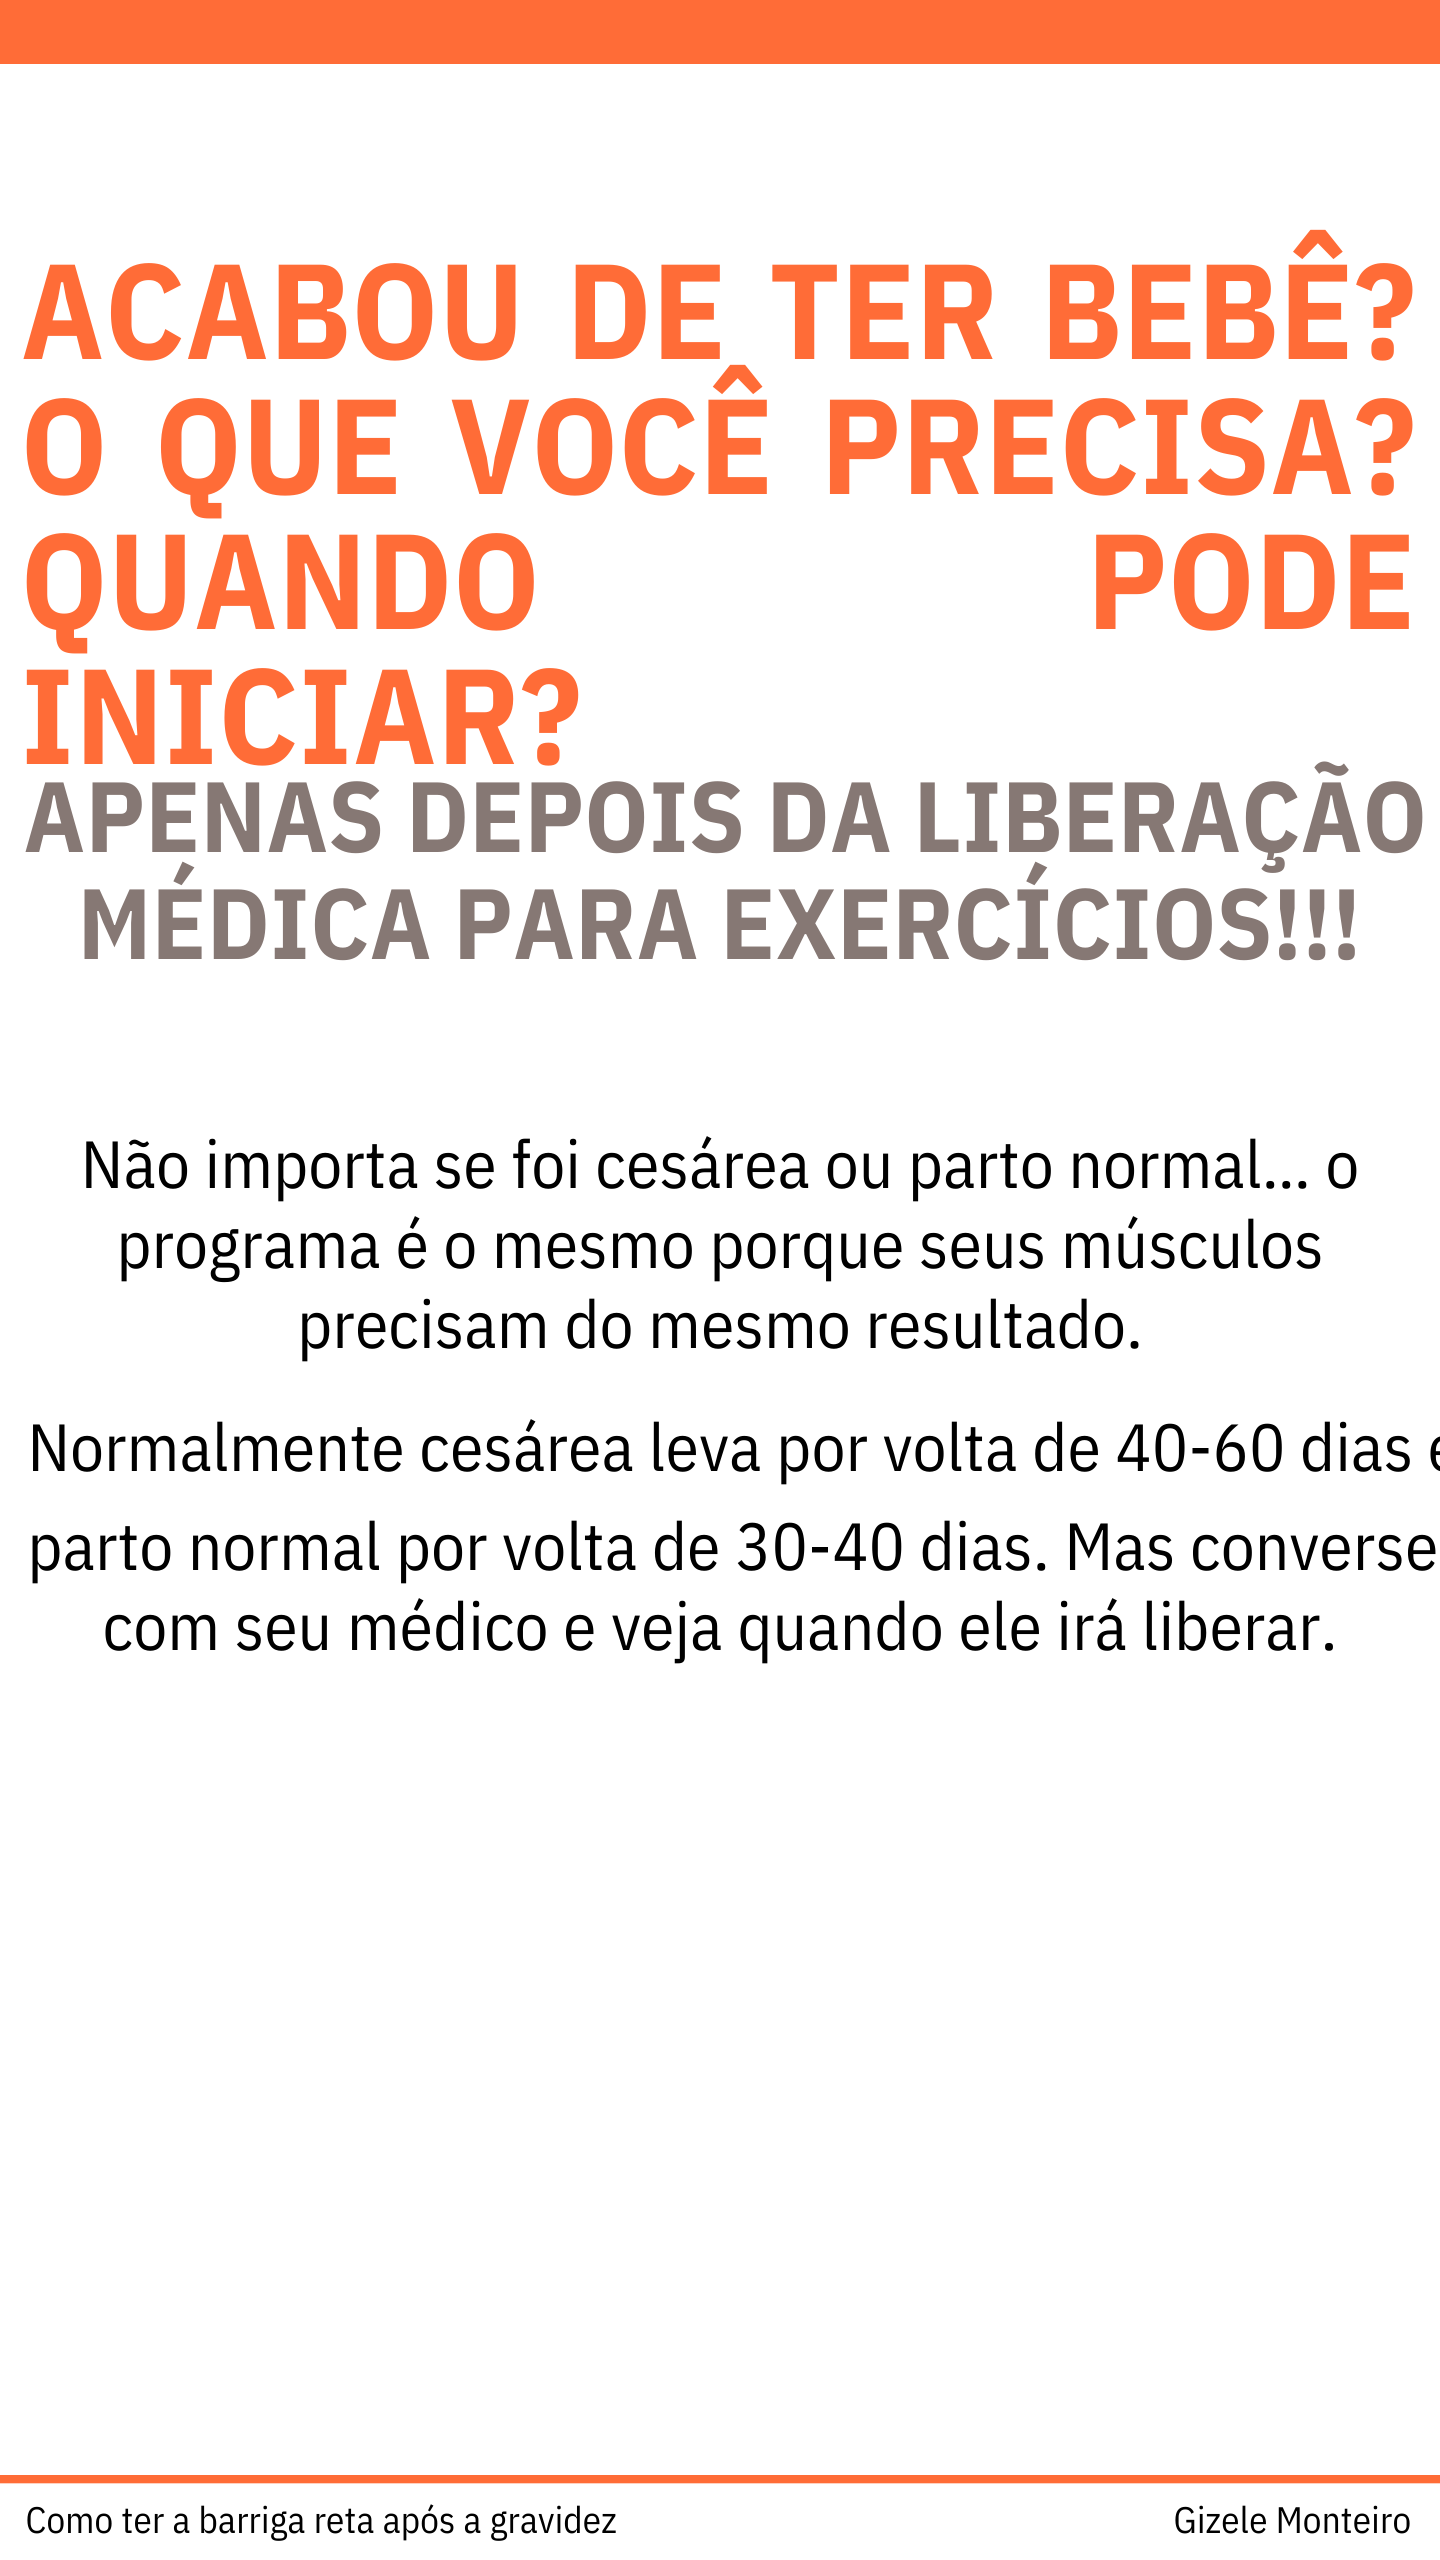 ACABOU DE TER BEBÊ?
O QUE VOCÊ PRECISA?
QUANDO PODE
INICIAR?
APENAS DEPOIS DA LIBERAÇÃO
MÉDICA PARA EXERCÍCIOS!!!
Não importa se foi cesárea ou parto normal... o
programa é o mesmo porque seus músculos
precisam do mesmo resultado.
Normalmente cesárea leva por volta de 40-60 dias e
parto normal por volta de 30-40 dias. Mas converse
com seu médico e veja quando ele irá liberar.
Como ter a barriga reta após a gravidez
Gizele Monteiro